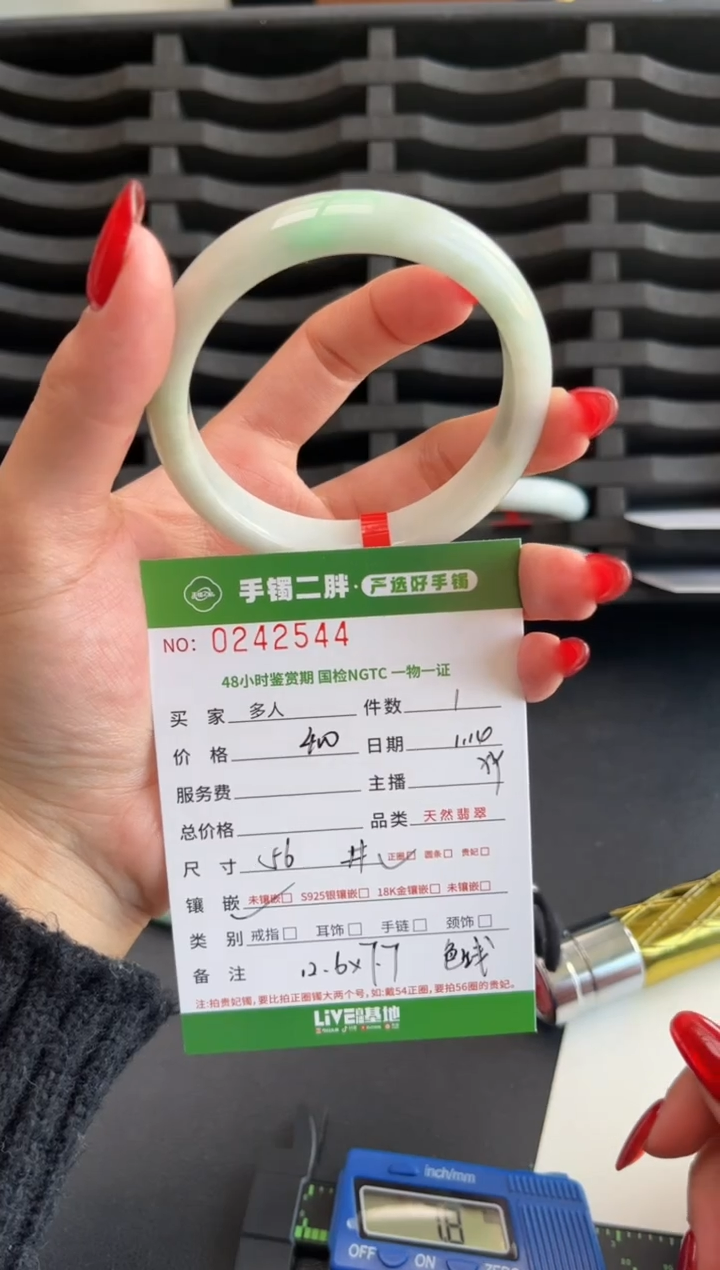 手镯二胖·严选好手镯
NO: 0242544
48小时鉴赏期 国检NGTC 一物一证
买 家 多人 件数 1
价 格 400 日期 1.10
服务费 主播
总价格 品类 天然翡翠
尺 寸 56 正圈□ 圆条□ 贵妃□
镶 嵌 未镶嵌□ S925银镶嵌□ 18K金镶嵌□ 未镶嵌□
类 别 戒指□ 耳饰□ 手链□ 颈饰□
备 注 12.6×7.7
注:拍贵妃镯,要比拍正圈镯大两个号,如:戴54正圈,要拍56圈的贵妃。
LIVE 基地
inch/mm
1.8
OFF ON ZERO